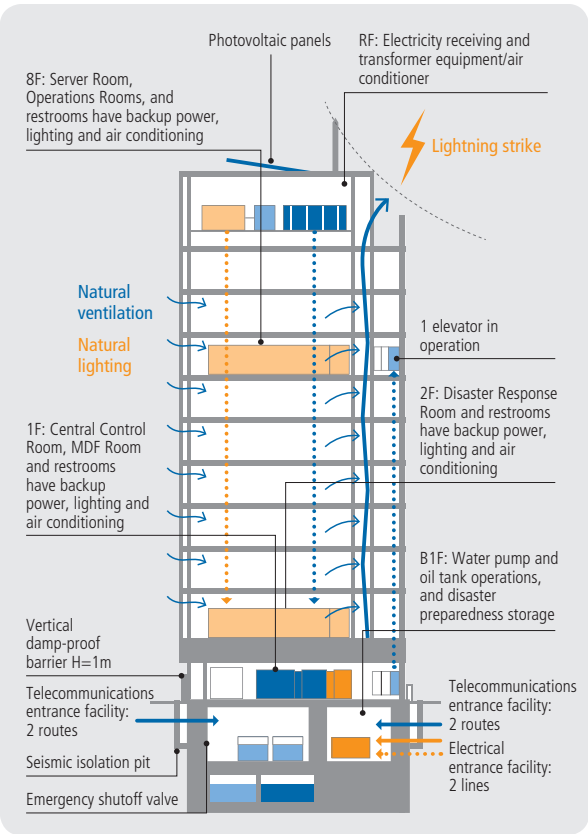 Photovoltaic panels
RF: Electricity receiving and
transformer equipment/air
conditioner
8F: Server Room,
Operations Rooms, and
restrooms have backup power,
lighting and air conditioning
Lightning strike
Natural
ventilation
Natural
lighting
1 elevator in
operation
2F: Disaster Response
Room and restrooms
have backup power,
lighting and air
conditioning
1F: Central Control
Room, MDF Room
and restrooms
have backup
power, lighting and
air conditioning
B1F: Water pump and
oil tank operations,
and disaster
preparedness storage
Vertical
damp-proof
barrier H=1m
Telecommunications
entrance facility:
2 routes
Seismic isolation pit
Emergency shutoff valve
Telecommunications
entrance facility:
2 routes
Electrical
entrance facility:
2 lines